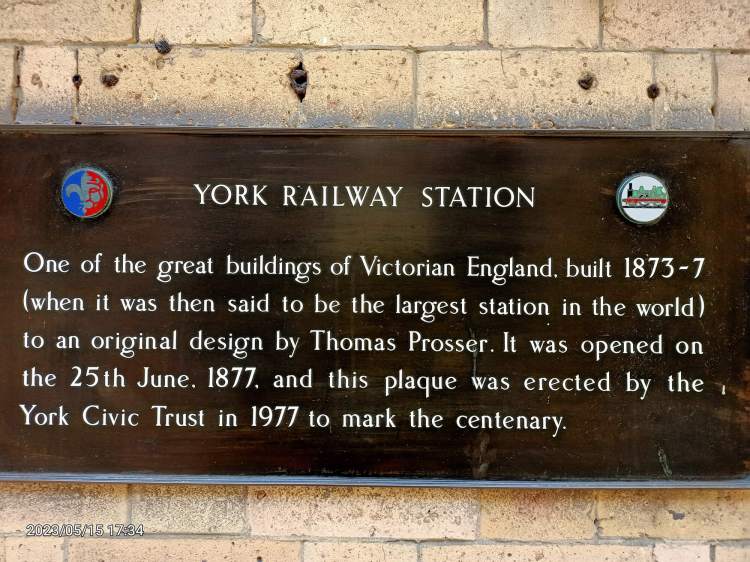 YORK RAILWAY STATION
One of the great buildings of Victorian England, built 1873-7
(when it was then said to be the largest station in the world)
to an original design by Thomas Prosser. It was opened on
the 25th June, 1877, and this plaque was erected by the
York Civic Trust in 1977 to mark the centenary.
2023/05/15 17:34